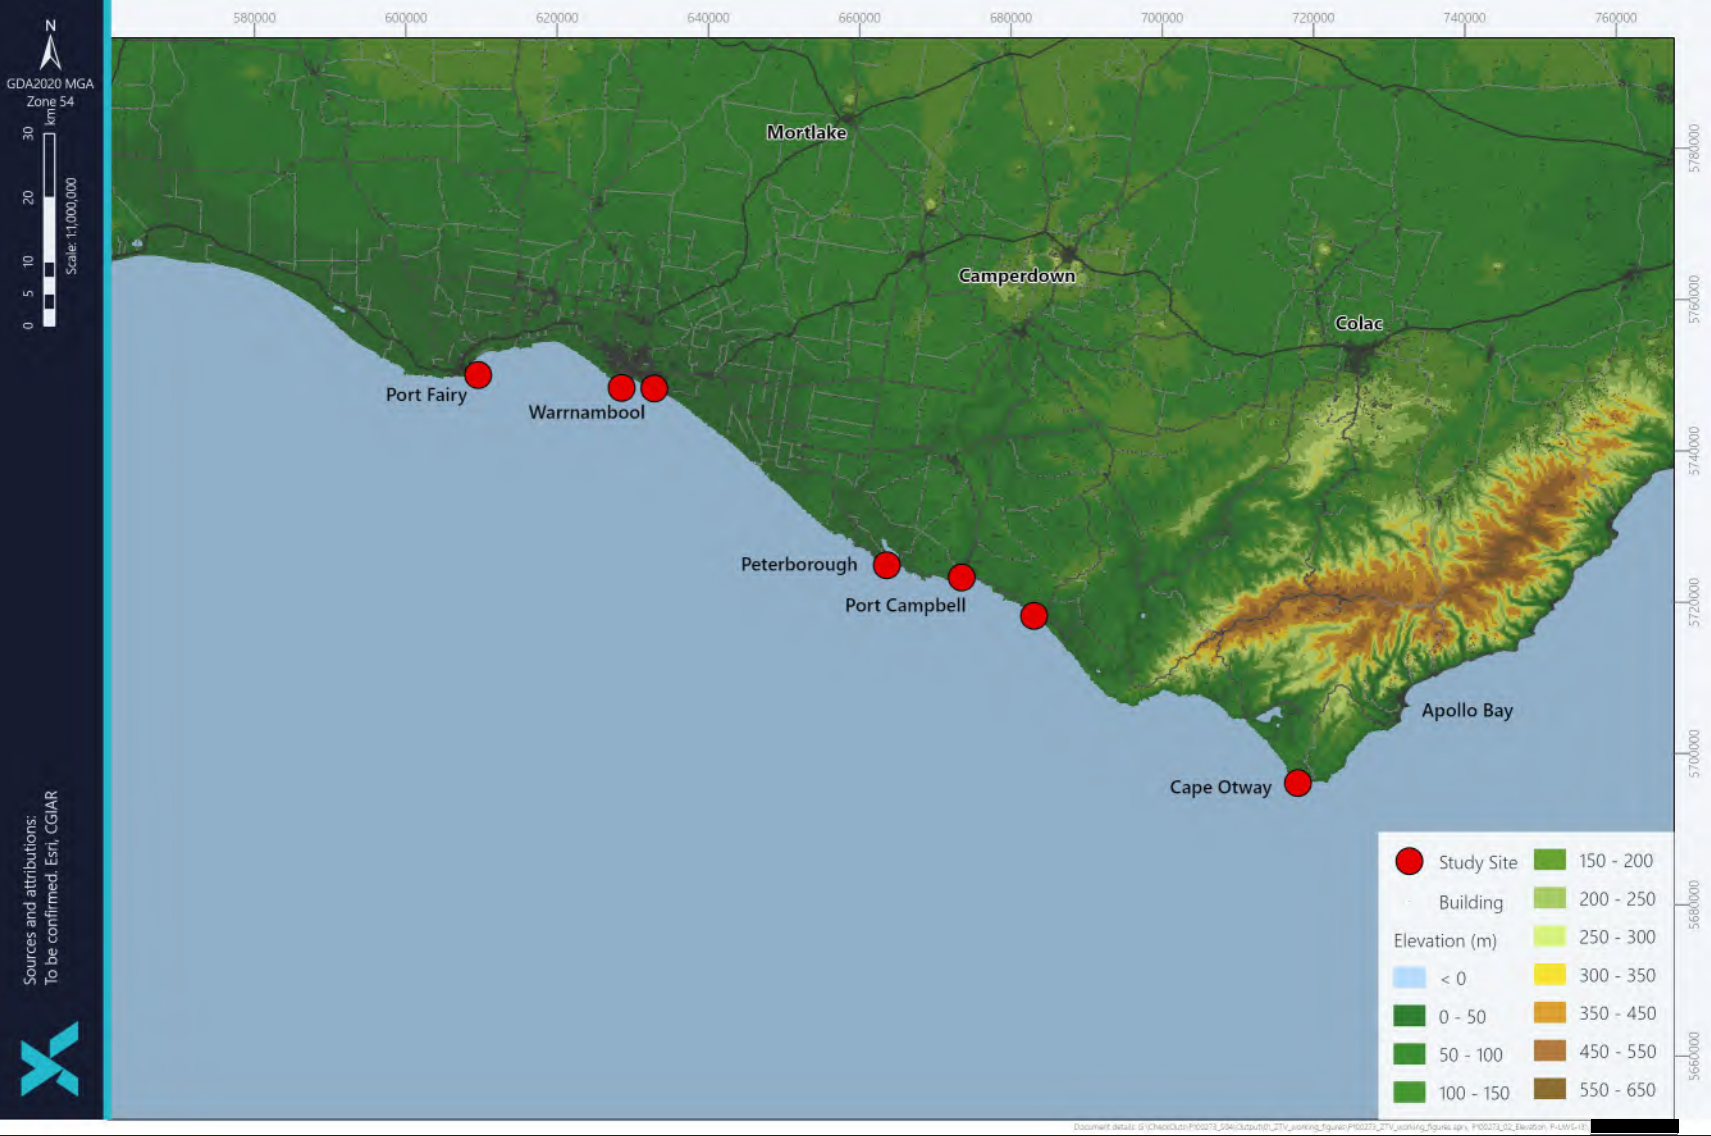 580000 600000 620000 640000 660000 680000 700000 720000 740000 760000
N
GDA2020 MGA
Zone 54
0 5 10 20 30 km
Scale: 1:1,000,000
Sources and attributions:
To be confirmed. Esri, CGIAR
Mortlake
Camperdown
Colac
Port Fairy
Warrnambool
Peterborough
Port Campbell
Apollo Bay
Cape Otway
5780000
5760000
5740000
5720000
5700000
5680000
5660000
Study Site
Building
Elevation (m)
< 0
0 - 50
50 - 100
100 - 150
150 - 200
200 - 250
250 - 300
300 - 350
350 - 450
450 - 550
550 - 650
Document details: